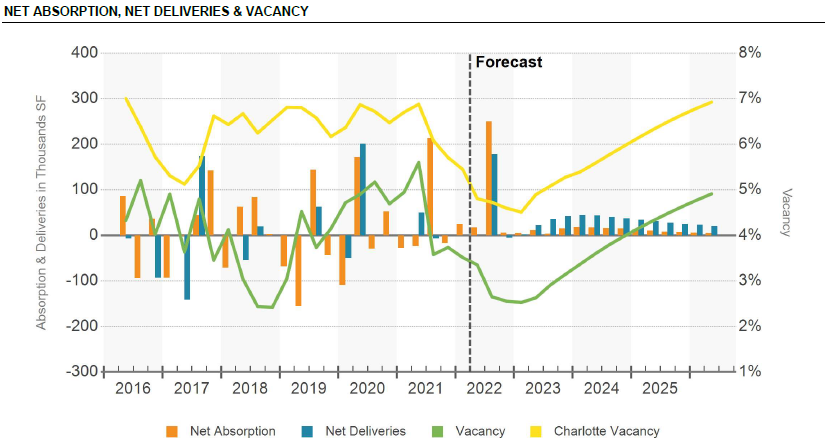 NET ABSORPTION, NET DELIVERIES & VACANCY
Absorption & Deliveries in Thousands SF
400
300
200
100
0
-100
-200
-300
Forecast
8%
7%
6%
5%
4%
3%
2%
1%
Vacancy
2016 2017 2018 2019 2020 2021 2022 2023 2024 2025
Net Absorption Net Deliveries Vacancy Charlotte Vacancy